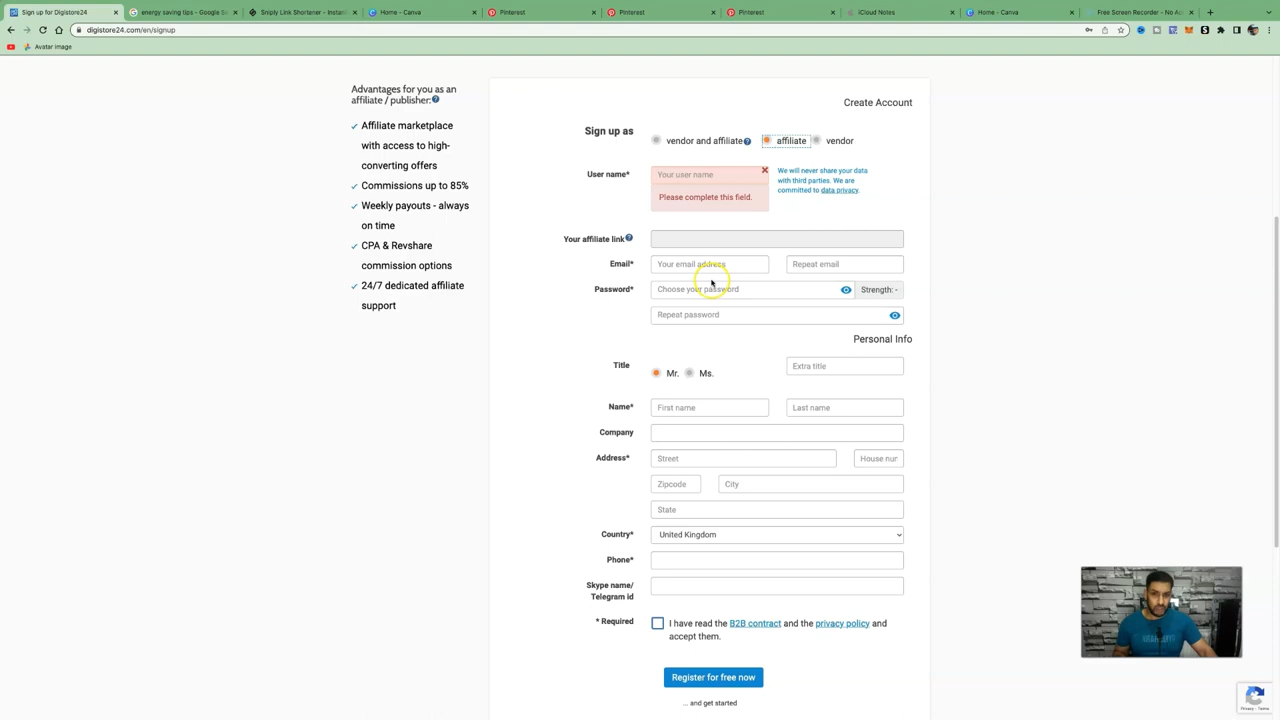 Sign up for Digistore24
energy saving tips - Google Se
Sniply Link Shortener - Instan
Home - Canva
Pinterest
Pinterest
Pinterest
iCloud Notes
Home - Canva
Free Screen Recorder - No Ad
digistore24.com/en/signup
Avatar image
Advantages for you as an
affiliate / publisher:
Affiliate marketplace
with access to high-
converting offers
Commissions up to 85%
Weekly payouts - always
on time
CPA & Revshare
commission options
24/7 dedicated affiliate
support
Create Account
Sign up as
vendor and affiliate
affiliate
vendor
User name*
Your user name
Please complete this field.
We will never share your data
with third parties. We are
committed to data privacy.
Your affiliate link
Email*
Your email address
Repeat email
Password*
Choose your password
Strength: -
Repeat password
Personal Info
Title
Mr.
Ms.
Extra title
Name*
First name
Last name
Company
Address*
Street
House nur
Zipcode
City
State
Country*
United Kingdom
Phone*
Skype name/
Telegram id
* Required
I have read the B2B contract and the privacy policy and
accept them.
Register for free now
... and get started
Privacy - Terms